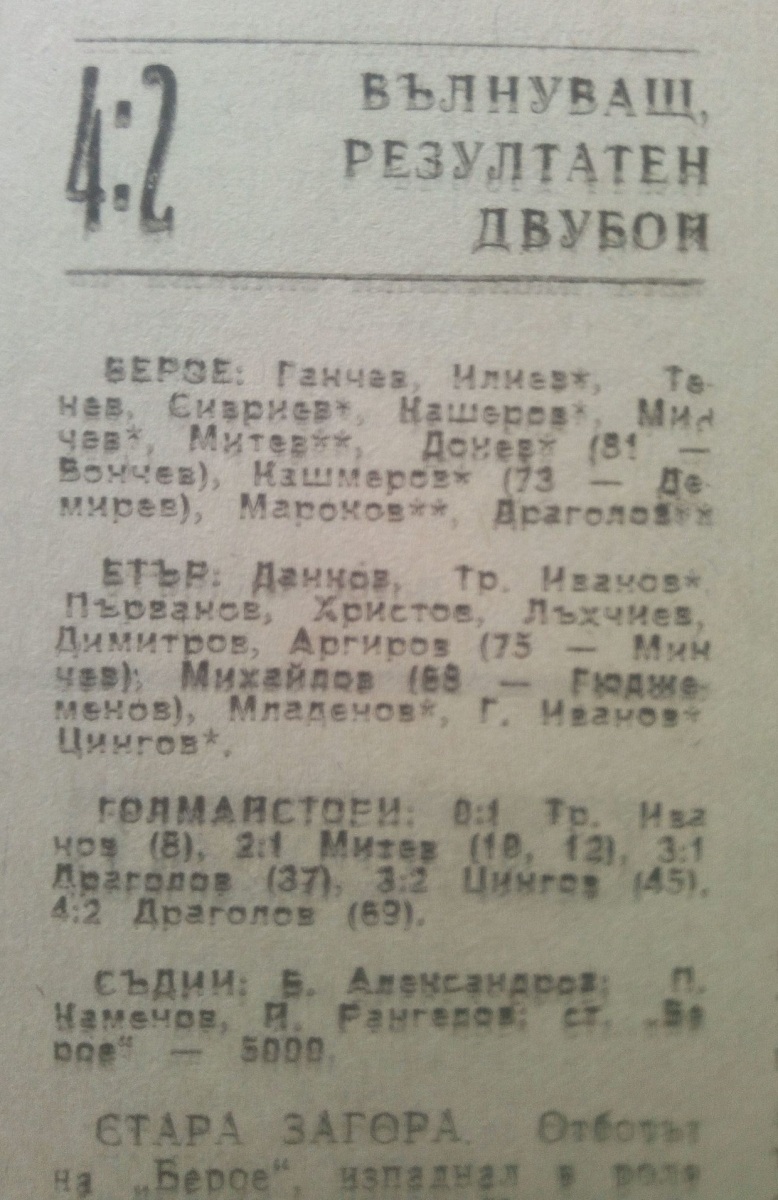 4:2
ВЪЛНУВАЩ,
РЕЗУЛТАТЕН
ДВУБОЙ
БЕРОЕ: Ганчев, Илиев*, Те-
нев, Сивриев*, Кашеров*, Мин
чев*, Митев**, Донев* (81 —
Вончев), Кашмеров* (73 — Де-
мирев), Мароков**, Драголов**
ЕТЪР: Данков, Тр. Иванов*
Първанов, Христов, Лъхчиев,
Димитров, Аргиров (75 — Мин
чев); Михайлов (68 — Гюдже-
менов), Младенов*, Г. Иванов*
Цингов*.
ГОЛМАЙСТОРИ: 0:1 Тр. Ива
нов (8), 2:1 Митев (10, 12), 3:1
Драголов (37), 3:2 Цингов (45),
4:2 Драголов (69).
СЪДИИ: Б. Александров; П.
Каменов, Й. Рангелов; ст. „Бе
рое“ — 5000.
СТАРА ЗАГОРА. Отборът
на „Берое“, изпаднал в роля